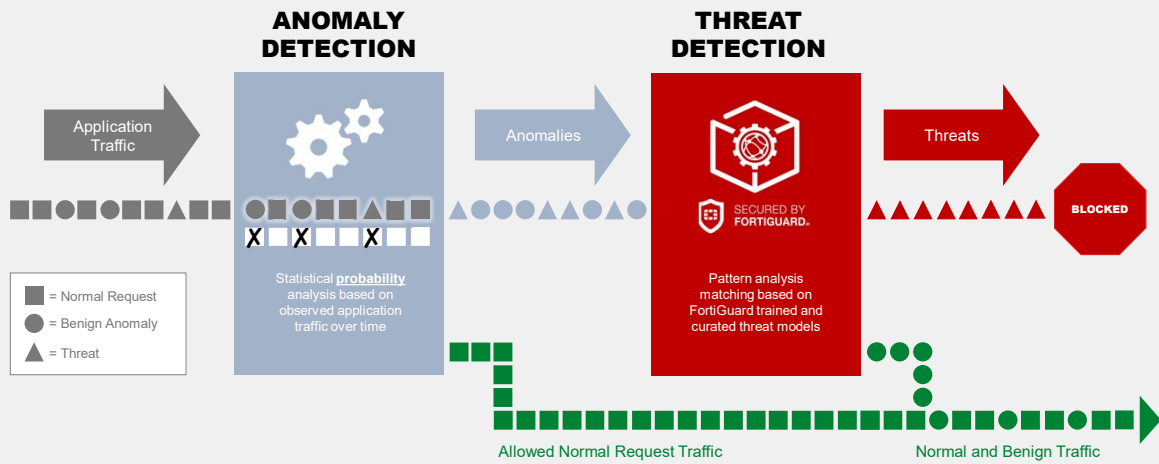 ANOMALY
DETECTION
THREAT
DETECTION
Application
Traffic
Anomalies
Threats
SECURED BY
FORTIGUARD®
BLOCKED
X X X
Statistical probability
analysis based on
observed application
traffic over time
Pattern analysis
matching based on
FortiGuard trained and
curated threat models
= Normal Request
= Benign Anomaly
= Threat
Allowed Normal Request Traffic
Normal and Benign Traffic